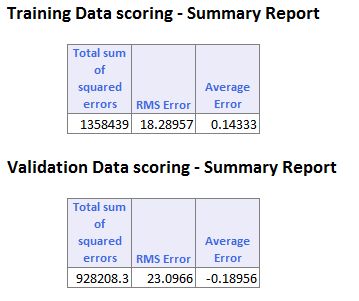 Training Data scoring - Summary Report
Total sum
of
squared
errors RMS Error Average
Error
1358439 18.28957 0.14333
Validation Data scoring - Summary Report
Total sum
of
squared
errors RMS Error Average
Error
928208.3 23.0966 -0.18956